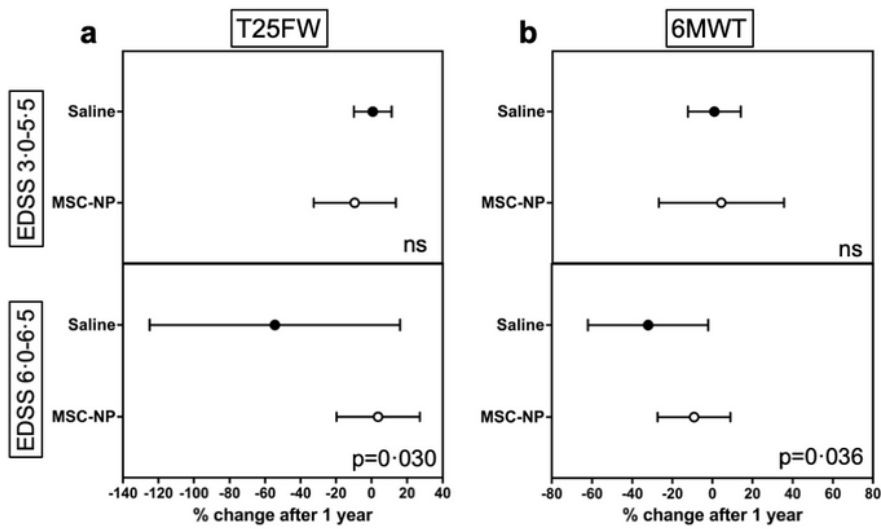 a
T25FW
b
6MWT
EDSS 3·0-5·5
Saline
MSC-NP
ns
Saline
MSC-NP
ns
EDSS 6·0-6·5
Saline
MSC-NP
p=0·030
Saline
MSC-NP
p=0·036
-140 -120 -100 -80 -60 -40 -20 0 20 40
% change after 1 year
-80 -60 -40 -20 0 20 40 60 80
% change after 1 year